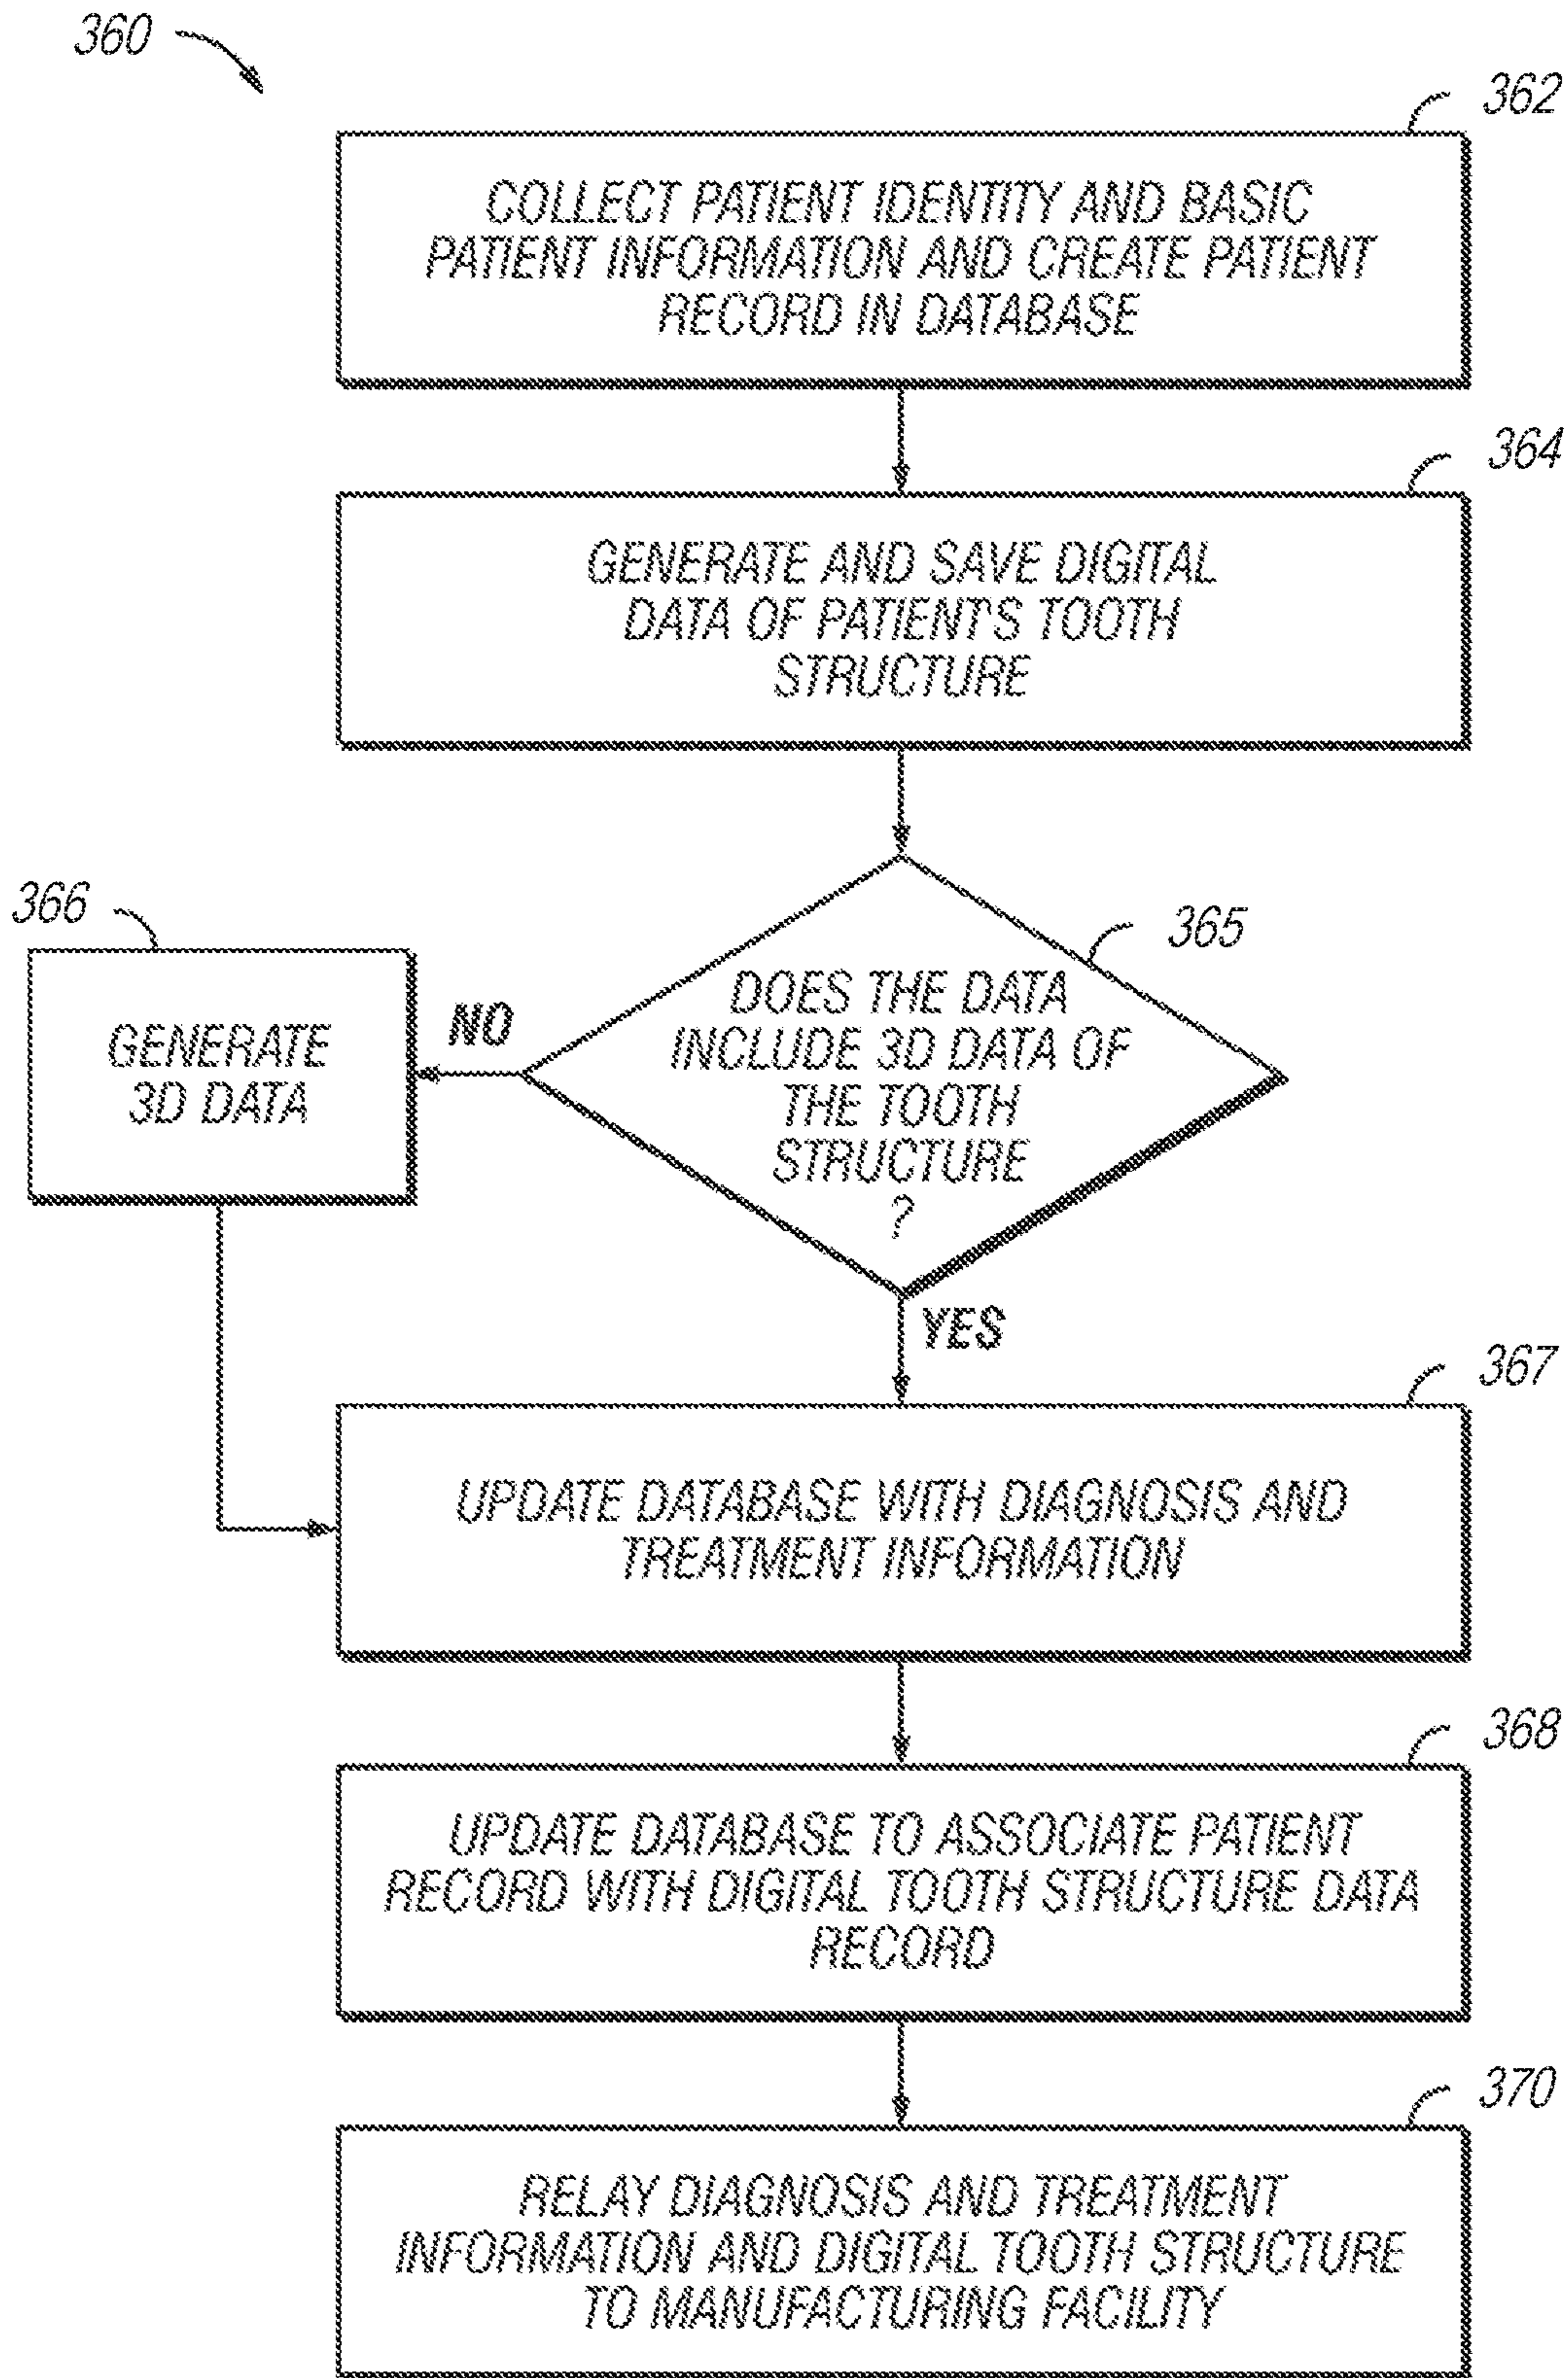 360
362
COLLECT PATIENT IDENTITY AND BASIC
PATIENT INFORMATION AND CREATE PATIENT
RECORD IN DATABASE
364
GENERATE AND SAVE DIGITAL
DATA OF PATIENT'S TOOTH
STRUCTURE
365
DOES THE DATA
INCLUDE 3D DATA OF
THE TOOTH
STRUCTURE
?
NO
366
GENERATE
3D DATA
YES
367
UPDATE DATABASE WITH DIAGNOSIS AND
TREATMENT INFORMATION
368
UPDATE DATABASE TO ASSOCIATE PATIENT
RECORD WITH DIGITAL TOOTH STRUCTURE DATA
RECORD
370
RELAY DIAGNOSIS AND TREATMENT
INFORMATION AND DIGITAL TOOTH STRUCTURE
TO MANUFACTURING FACILITY